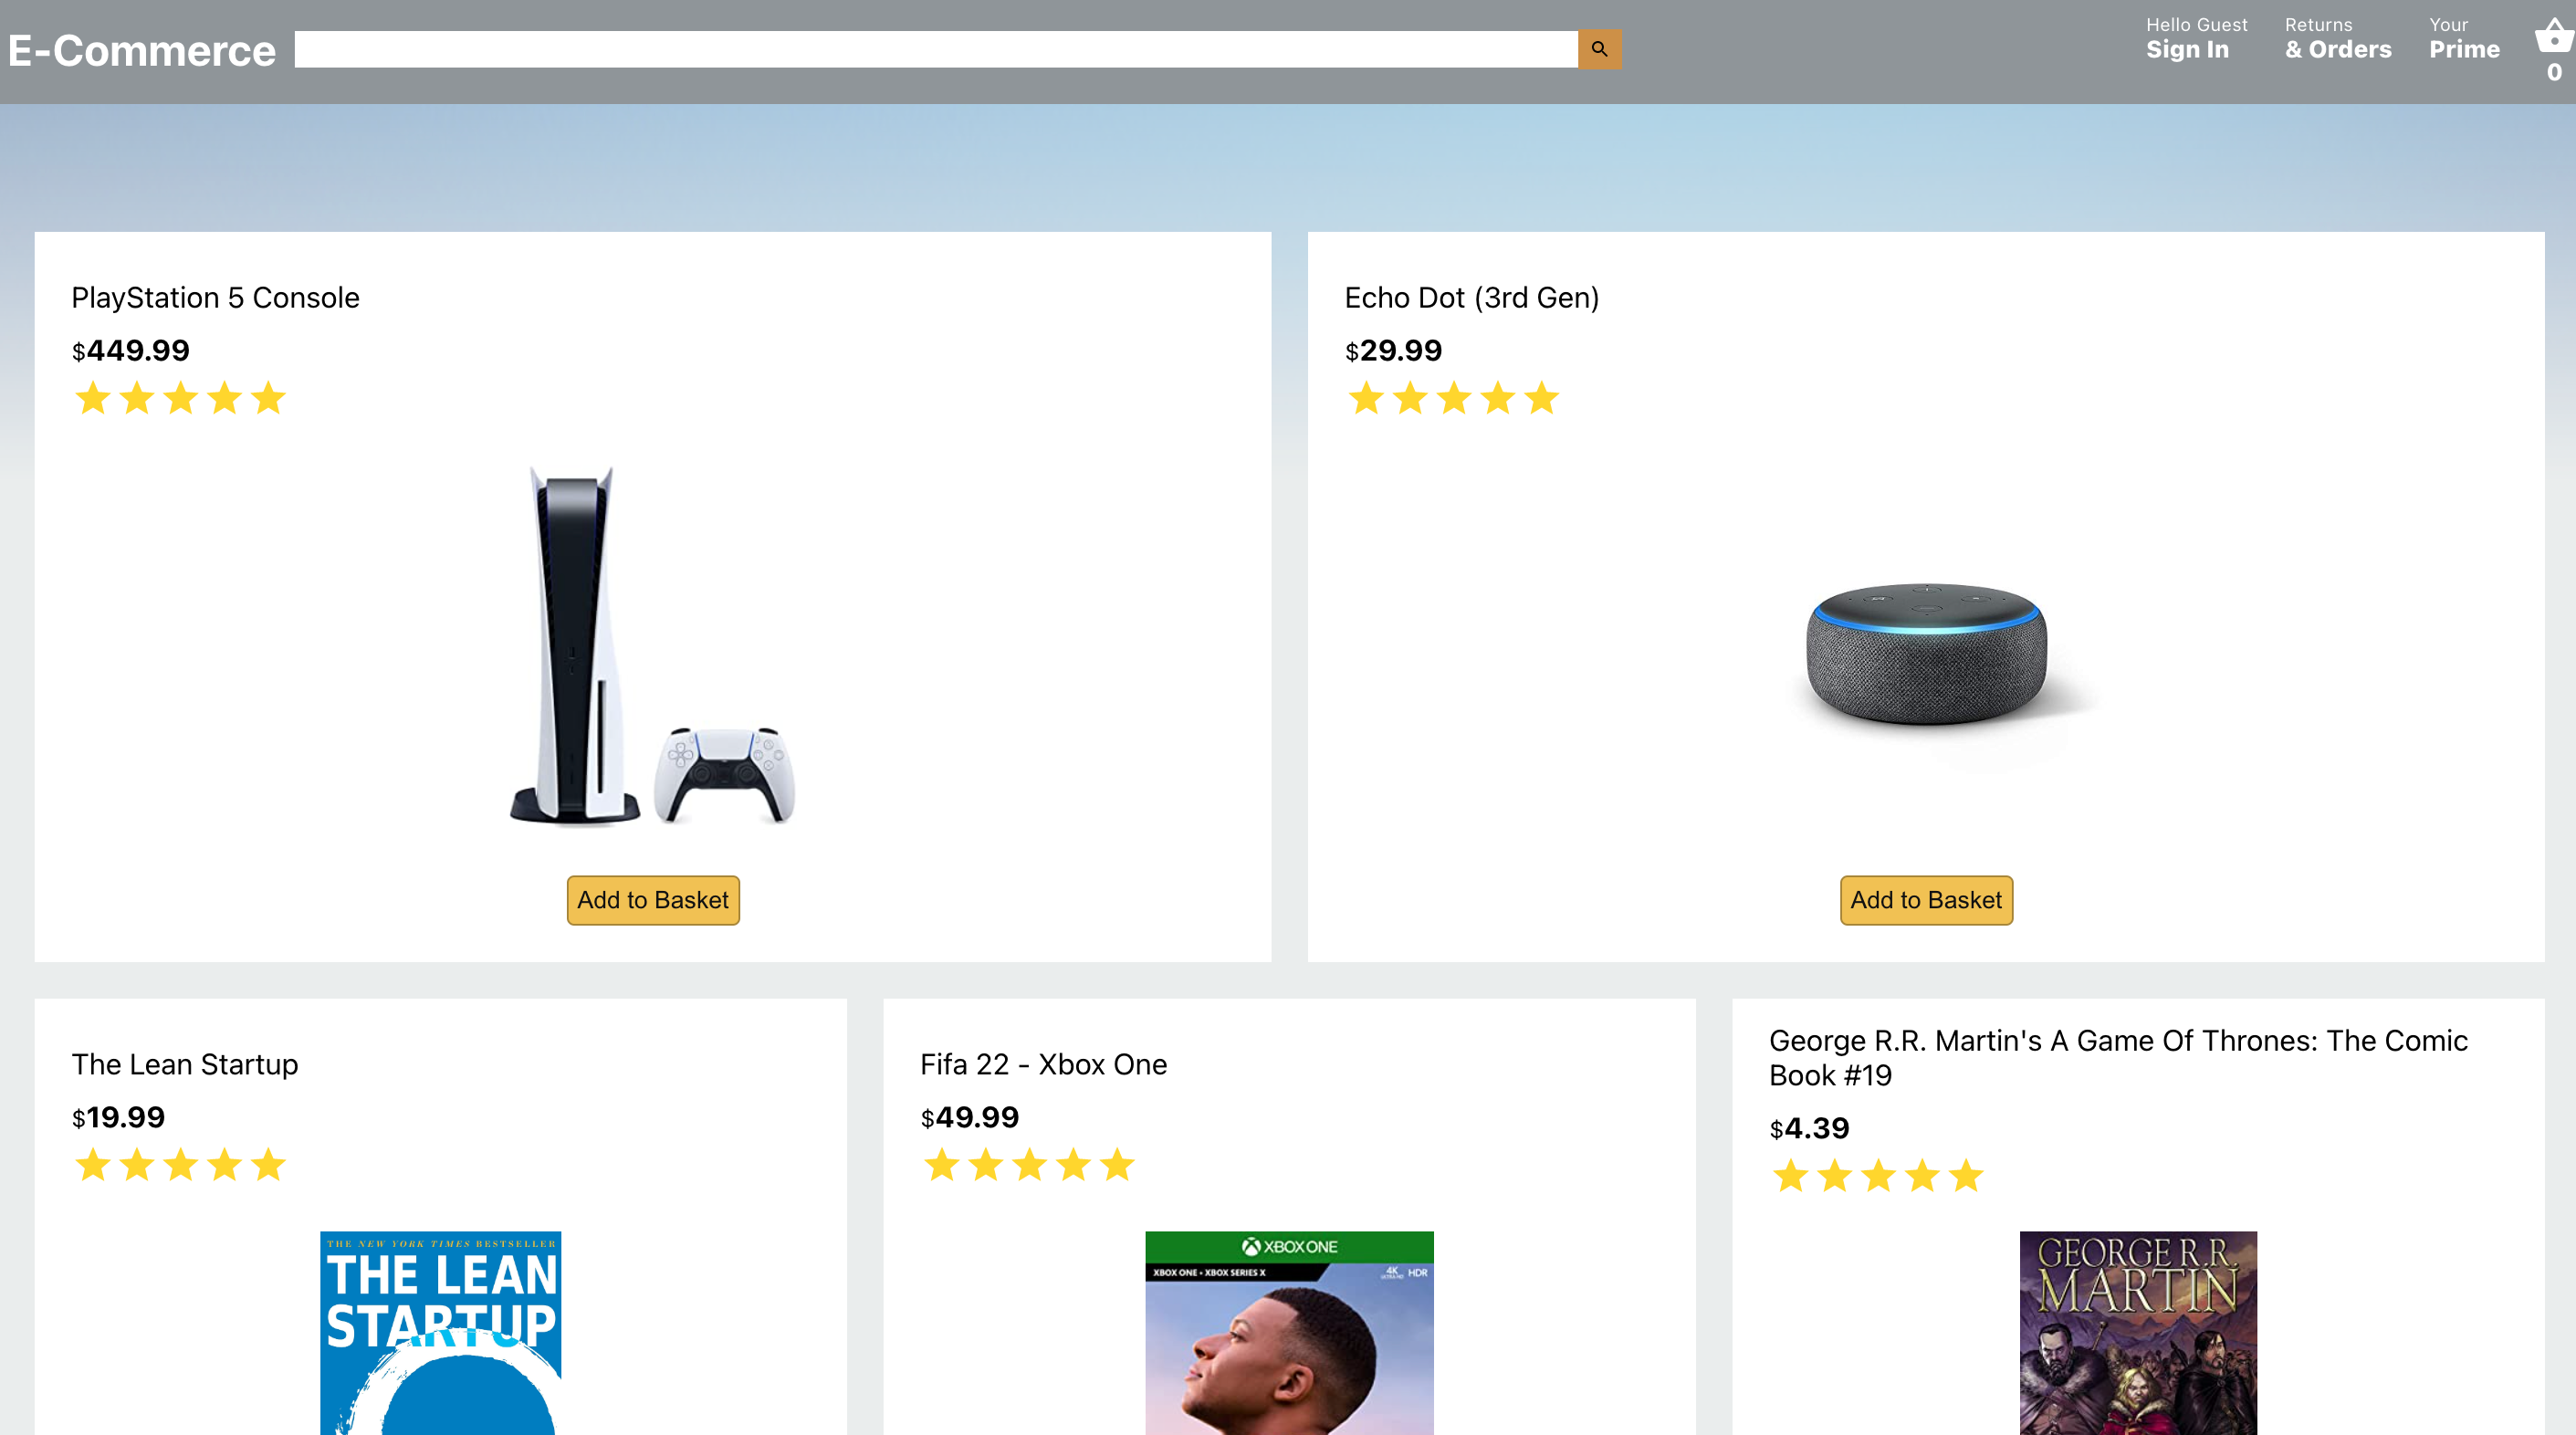 E-Commerce
Hello Guest
Sign In
Returns
& Orders
Your
Prime
0
PlayStation 5 Console
$449.99
Add to Basket
Echo Dot (3rd Gen)
$29.99
Add to Basket
The Lean Startup
$19.99
THE NEW YORK TIMES BESTSELLER
THE LEAN
STARTUP
Fifa 22 - Xbox One
$49.99
XBOX ONE
XBOX ONE • XBOX SERIES X
4K
HDR
George R.R. Martin's A Game Of Thrones: The Comic
Book #19
$4.39
GEORGE R.R.
MARTIN